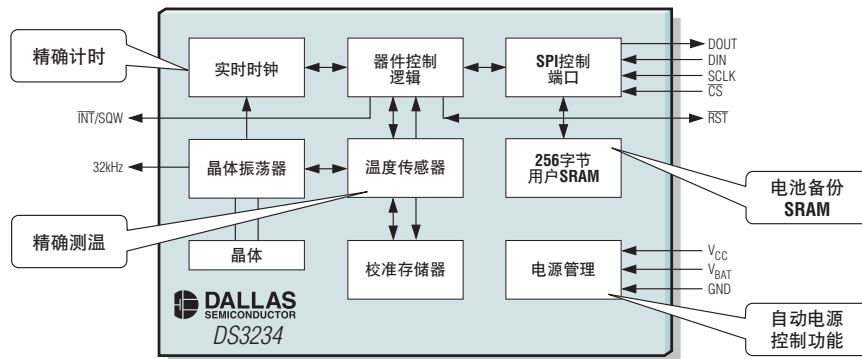 精确计时
实时时钟
器件控制
逻辑
SPI控制
端口
DOUT
DIN
SCLK
CS
INT/SQW
RST
32kHz
晶体振荡器
温度传感器
256字节
用户SRAM
电池备份
SRAM
精确测温
晶体
校准存储器
电源管理
VCC
VBAT
GND
DALLAS
SEMICONDUCTOR
DS3234
自动电源
控制功能